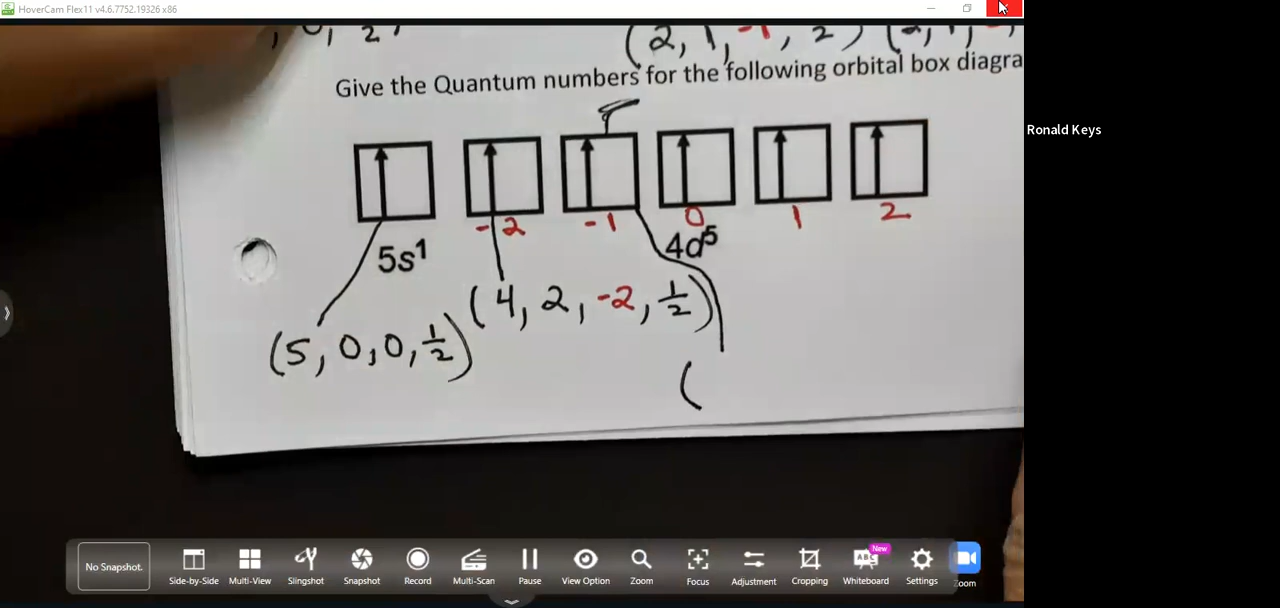 HoverCam Flex11 v4.6.7752.19326 x86
(2, 1, -1, 2)
Give the Quantum numbers for the following orbital box diagra
-2 -1 0 1 2
5s¹ 4d⁵
(5, 0, 0, 1/2) (4, 2, -2, 1/2)
(
Ronald Keys
No Snapshot. Side-by-Side Multi-View Slingshot Snapshot Record Multi-Scan Pause View Option Zoom Focus Adjustment Cropping Whiteboard Settings Zoom
ABC New